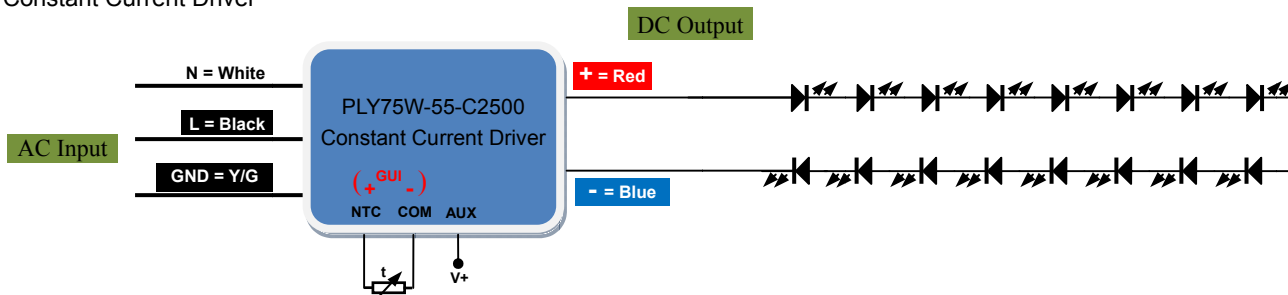 Constant Current Driver
DC Output
N = White
+ = Red
PLY75W-55-C2500
L = Black
Constant Current Driver
AC Input
GND = Y/G
(+ GUI -)
- = Blue
NTC COM AUX
t
V+